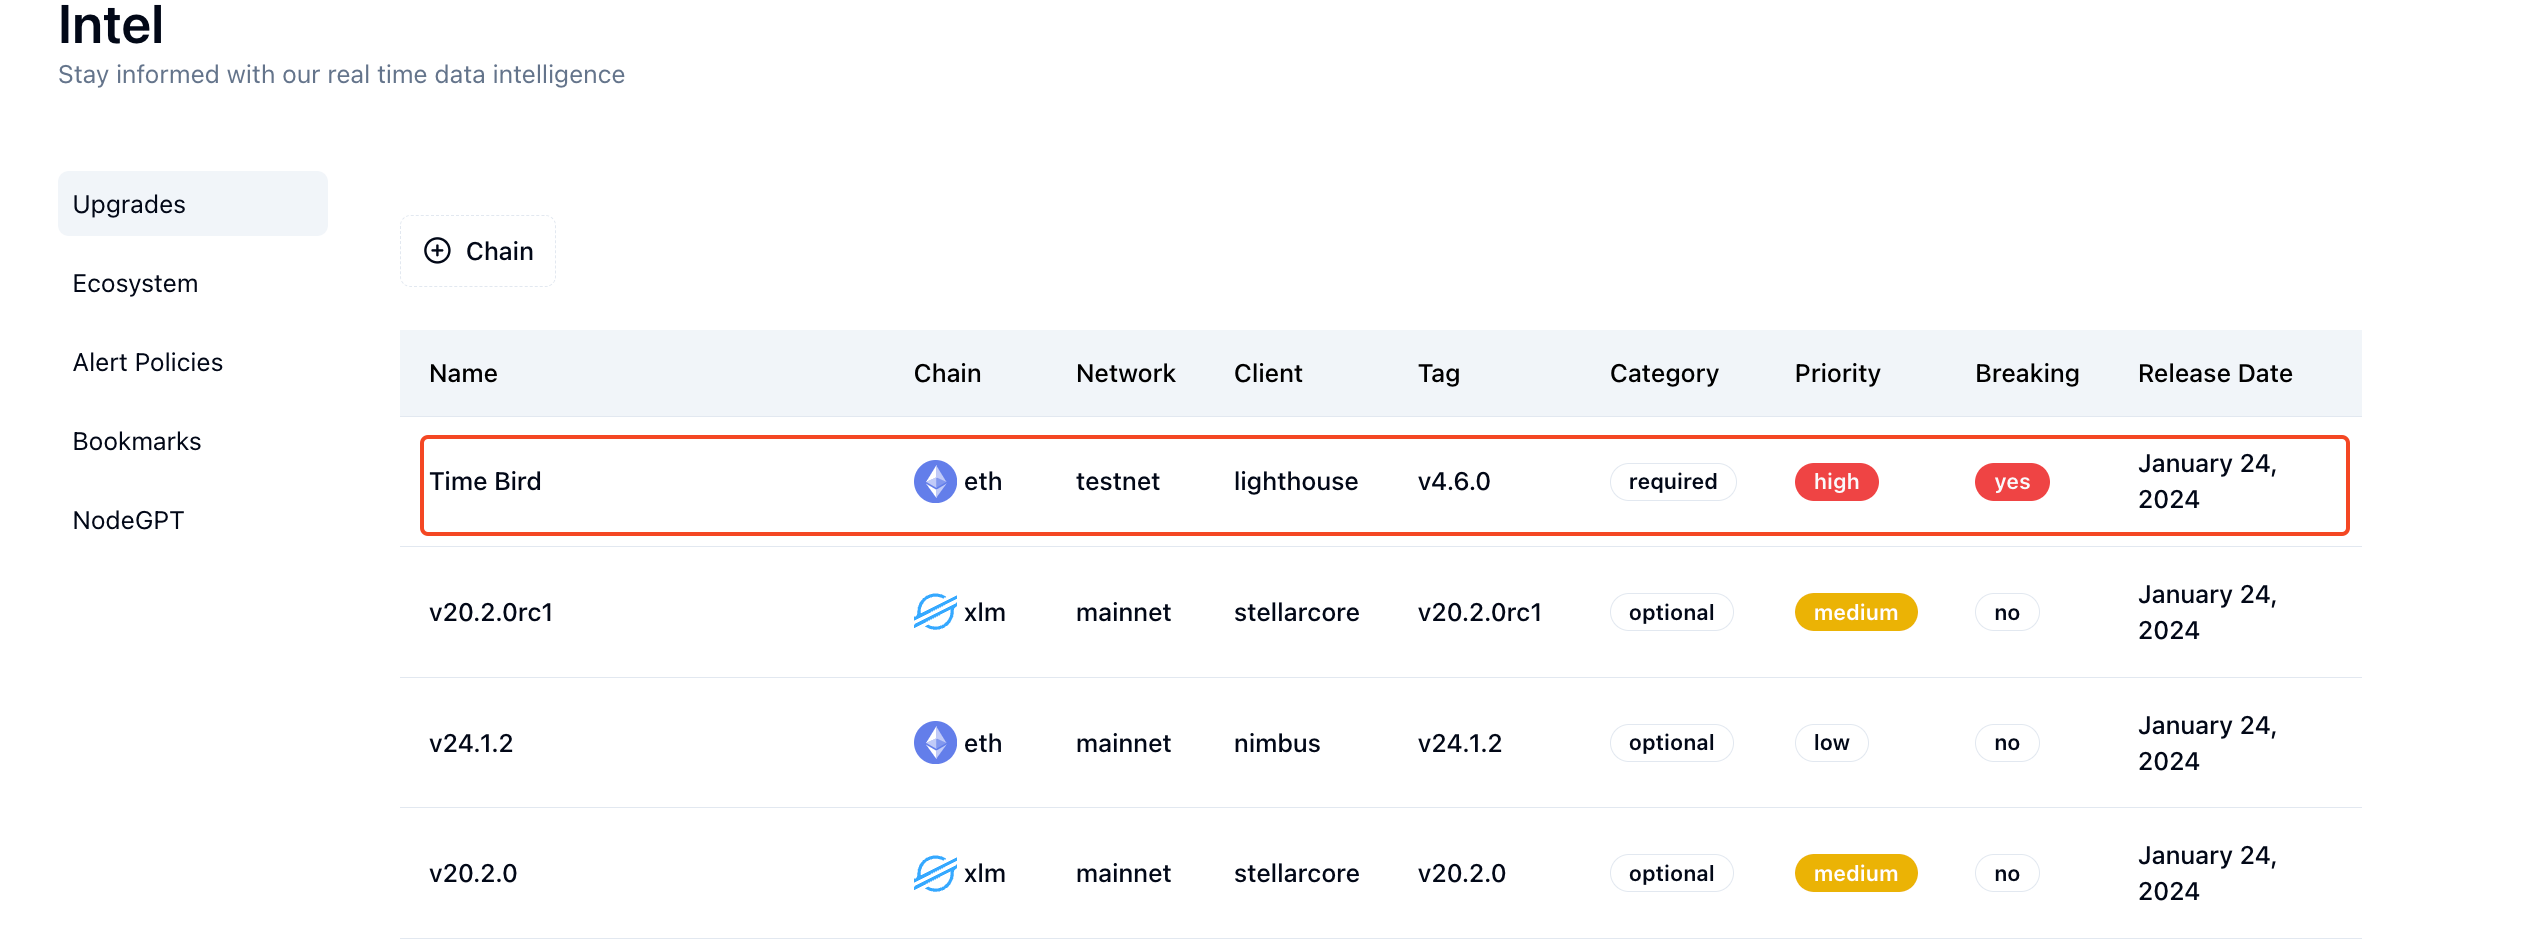 Intel
Stay informed with our real time data intelligence
Upgrades
Ecosystem
Alert Policies
Bookmarks
NodeGPT
Chain
Name Chain Network Client Tag Category Priority Breaking Release Date
Time Bird eth testnet lighthouse v4.6.0 required high yes January 24, 2024
v20.2.0rc1 xlm mainnet stellarcore v20.2.0rc1 optional medium no January 24, 2024
v24.1.2 eth mainnet nimbus v24.1.2 optional low no January 24, 2024
v20.2.0 xlm mainnet stellarcore v20.2.0 optional medium no January 24, 2024